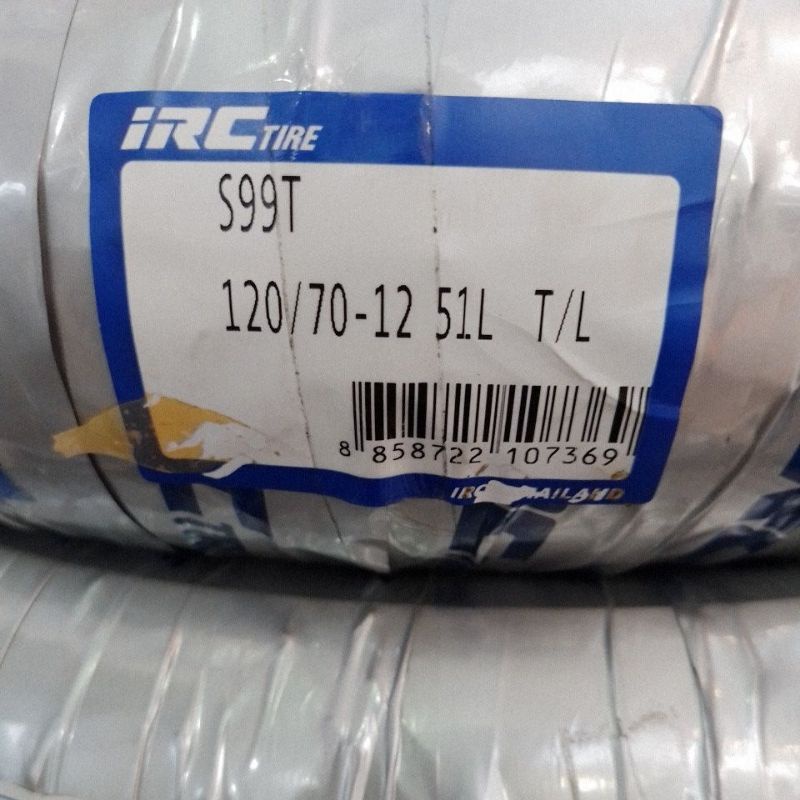 iRC TIRE
S99T
120/70-12 51L T/L
8 858722 107369